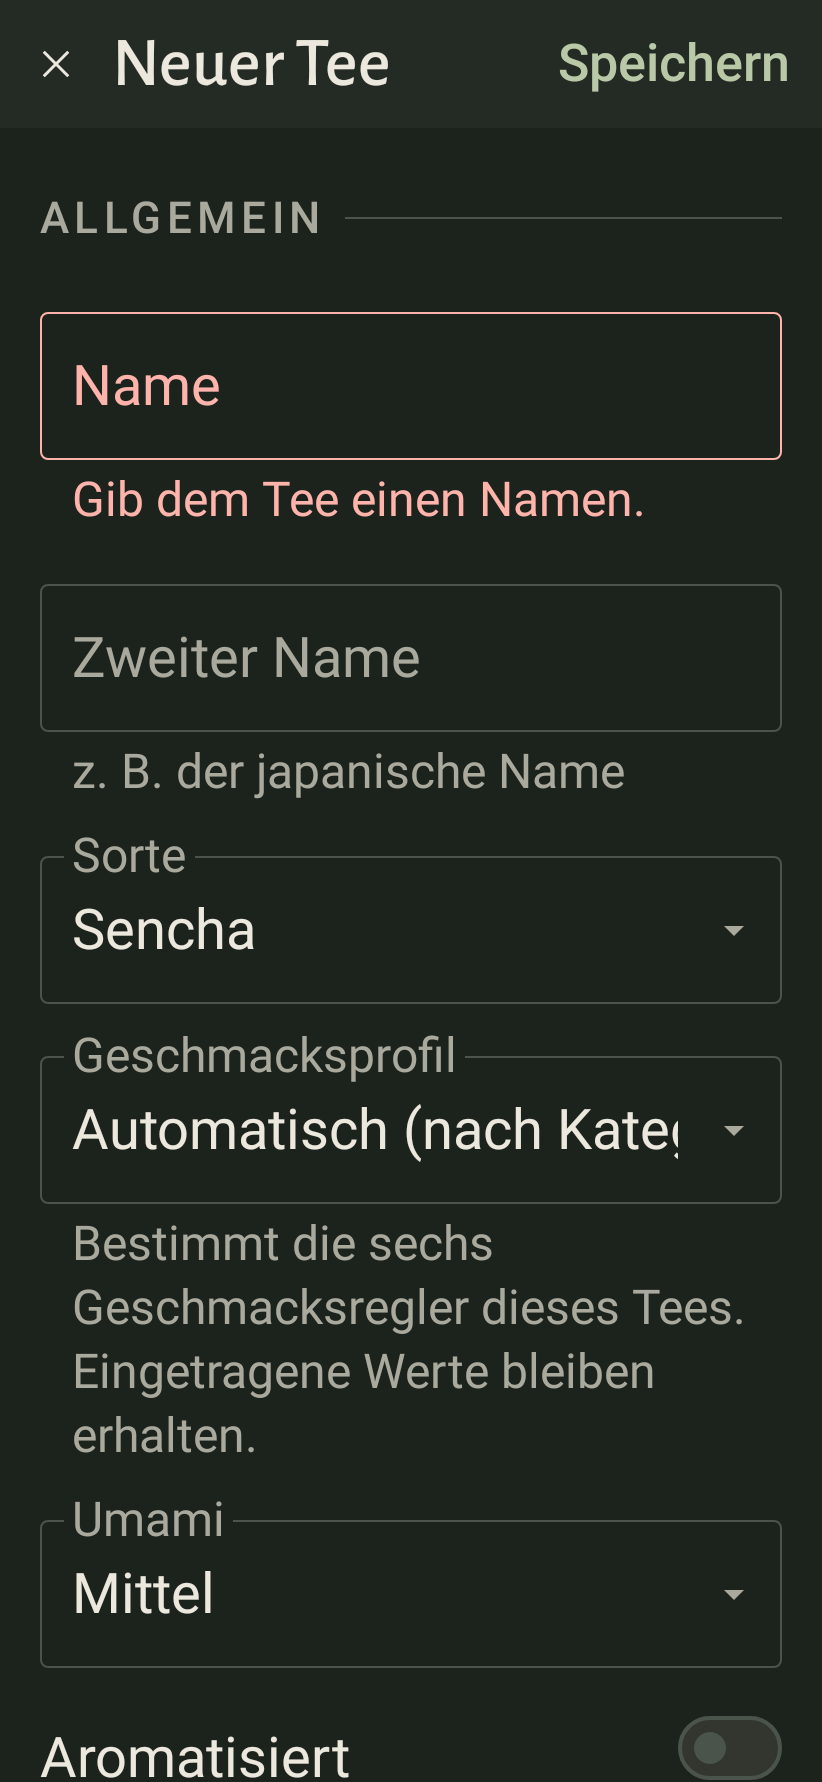 Neuer Tee
Speichern
ALLGEMEIN
Name
Gib dem Tee einen Namen.
Zweiter Name
z. B. der japanische Name
Sorte
Sencha
Geschmacksprofil
Automatisch (nach Kateg
Bestimmt die sechs
Geschmacksregler dieses Tees.
Eingetragene Werte bleiben
erhalten.
Umami
Mittel
Aromatisiert